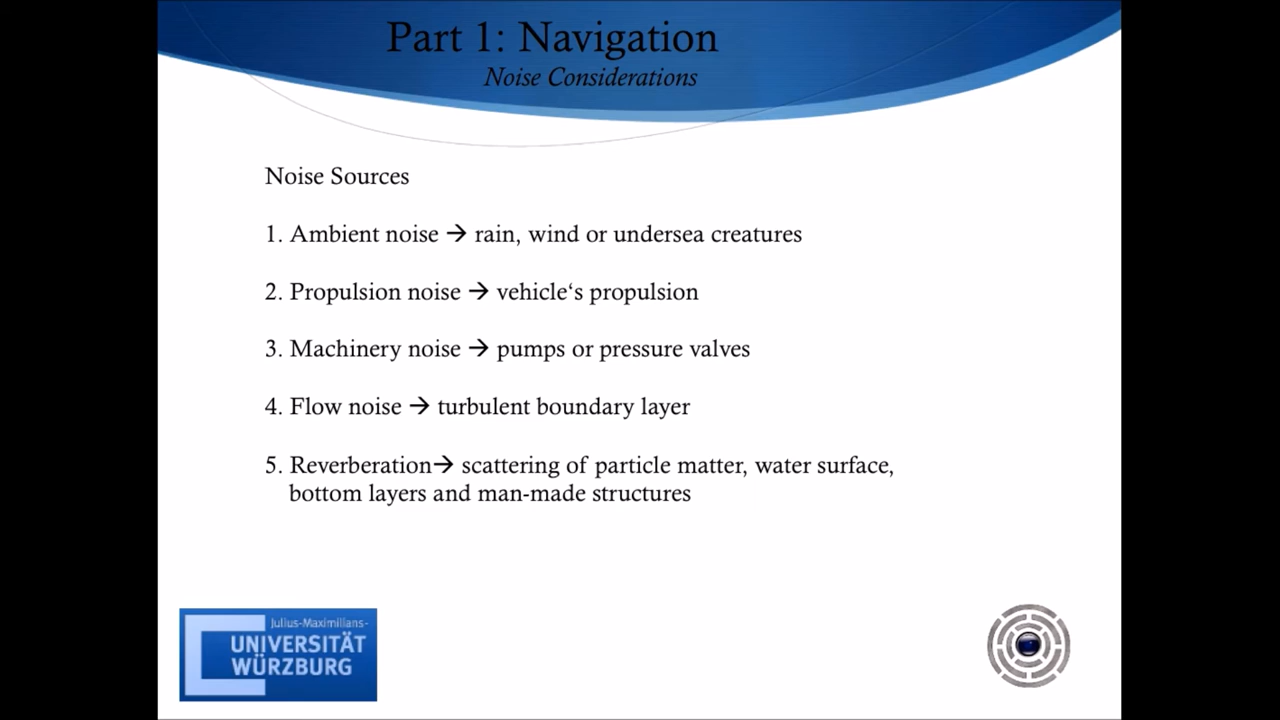 Part 1: Navigation
Noise Considerations
Noise Sources
1. Ambient noise → rain, wind or undersea creatures
2. Propulsion noise → vehicle‘s propulsion
3. Machinery noise → pumps or pressure valves
4. Flow noise → turbulent boundary layer
5. Reverberation→ scattering of particle matter, water surface,
bottom layers and man-made structures
Julius-Maximilians-
UNIVERSITÄT
WÜRZBURG